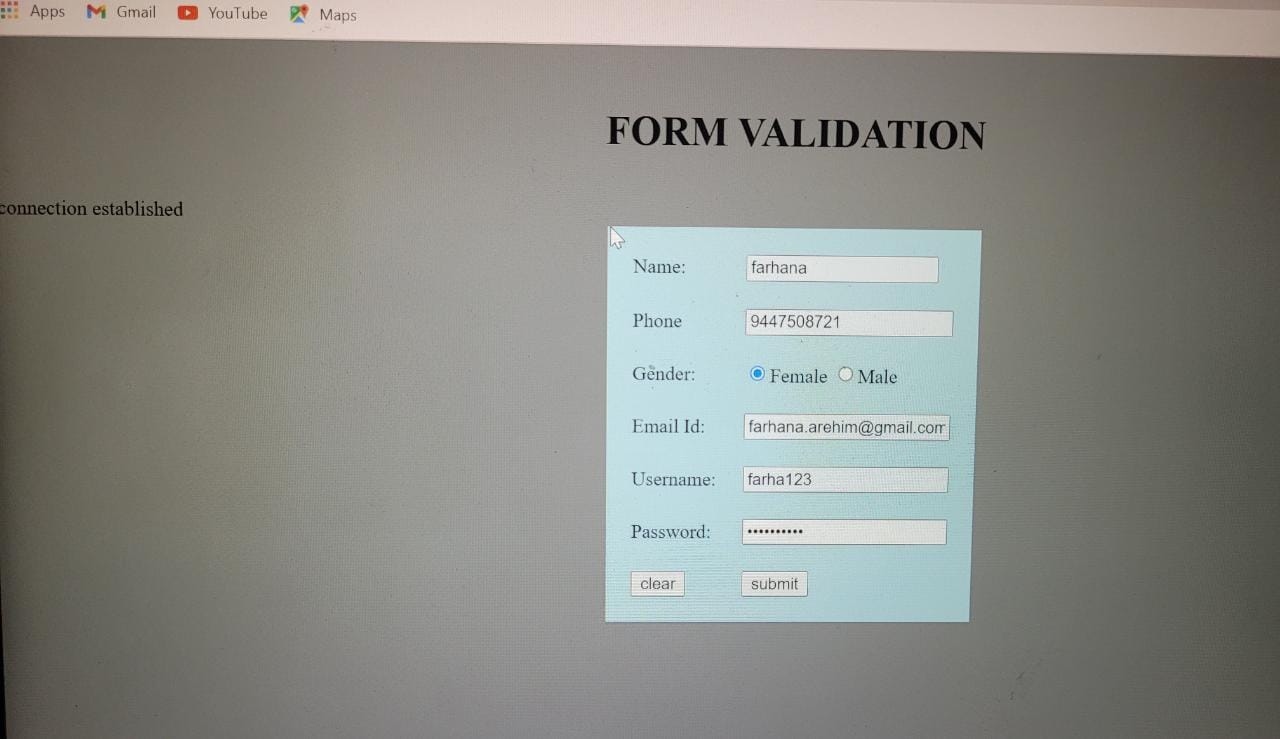 Apps Gmail YouTube Maps
FORM VALIDATION
connection established
Name: farhana
Phone 9447508721
Gender: Female Male
Email Id: farhana.arehim@gmail.com
Username: farha123
Password: ••••••••••
clear submit